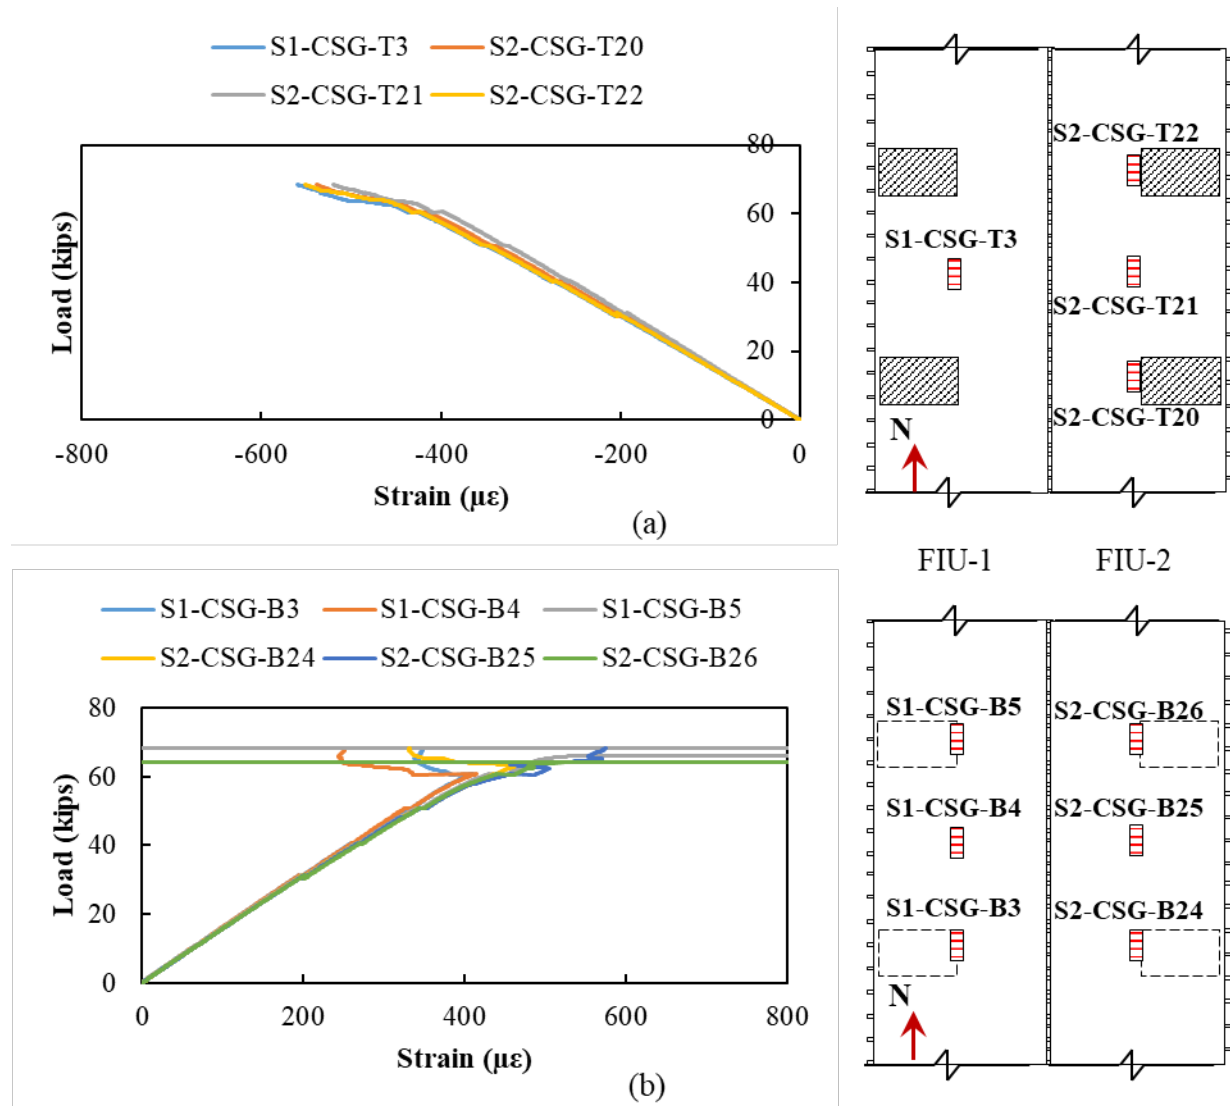 S1-CSG-T3 S2-CSG-T20
S2-CSG-T21 S2-CSG-T22
80
60
40
20
0
-800 -600 -400 -200 0
Load (kips)
Strain (με)
(a)
S2-CSG-T22
S1-CSG-T3
S2-CSG-T21
S2-CSG-T20
N
FIU-1 FIU-2
S1-CSG-B3 S1-CSG-B4 S1-CSG-B5
S2-CSG-B24 S2-CSG-B25 S2-CSG-B26
80
60
40
20
0
0 200 400 600 800
Load (kips)
Strain (με)
(b)
S1-CSG-B5 S2-CSG-B26
S1-CSG-B4 S2-CSG-B25
S1-CSG-B3 S2-CSG-B24
N